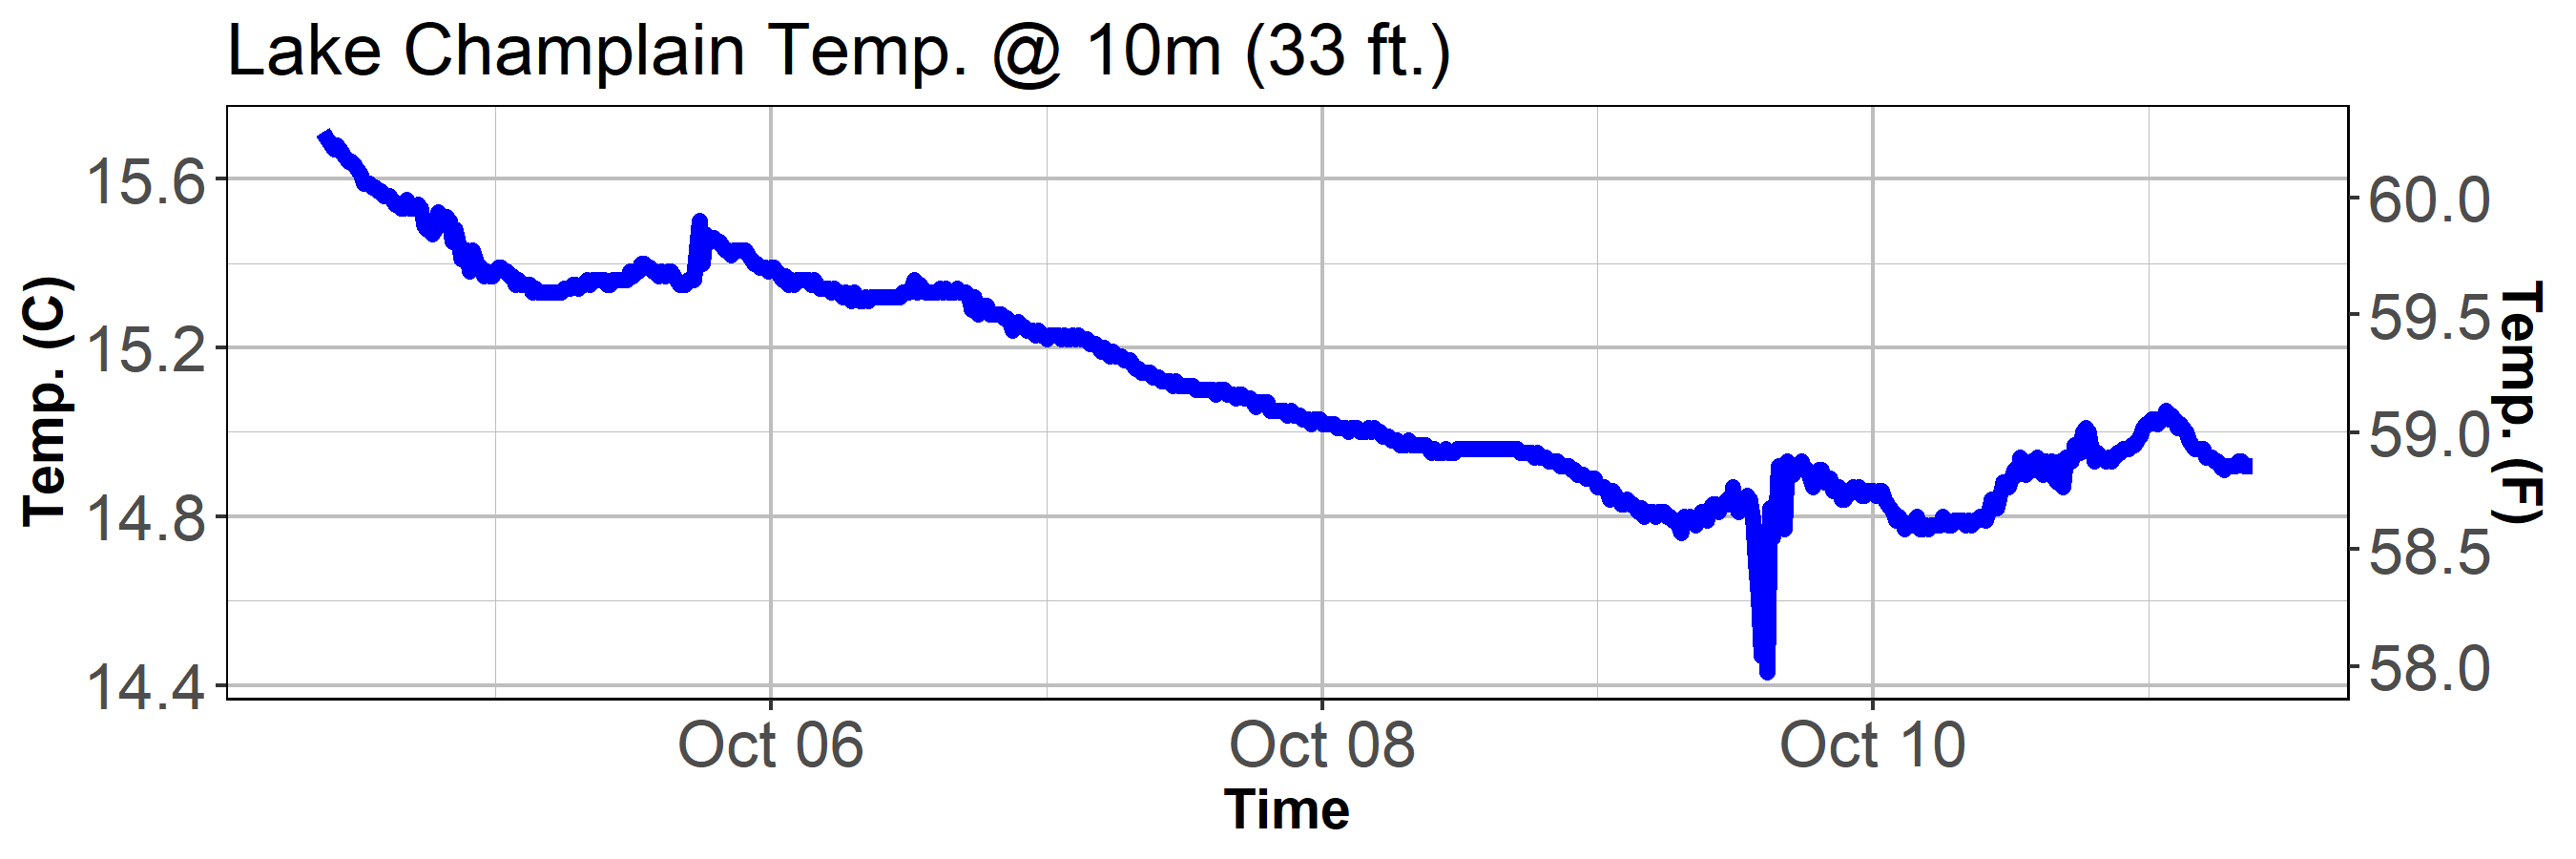 Lake Champlain Temp. @ 10m (33 ft.)
Temp. (C)
15.6
15.2
14.8
14.4
60.0
59.5
59.0
58.5
58.0
Temp. (F)
Oct 06
Oct 08
Oct 10
Time